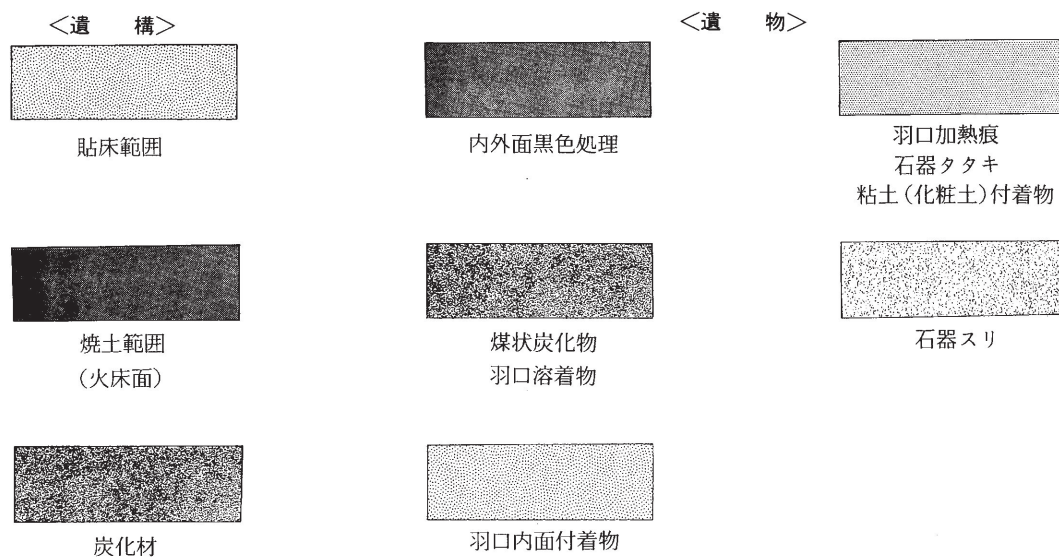 <遺　構>
貼床範囲
焼土範囲
(火床面)
炭化材
<遺　物>
内外面黒色処理
煤状炭化物
羽口溶着物
羽口内面付着物
羽口加熱痕
石器タタキ
粘土(化粧土)付着物
石器スリ